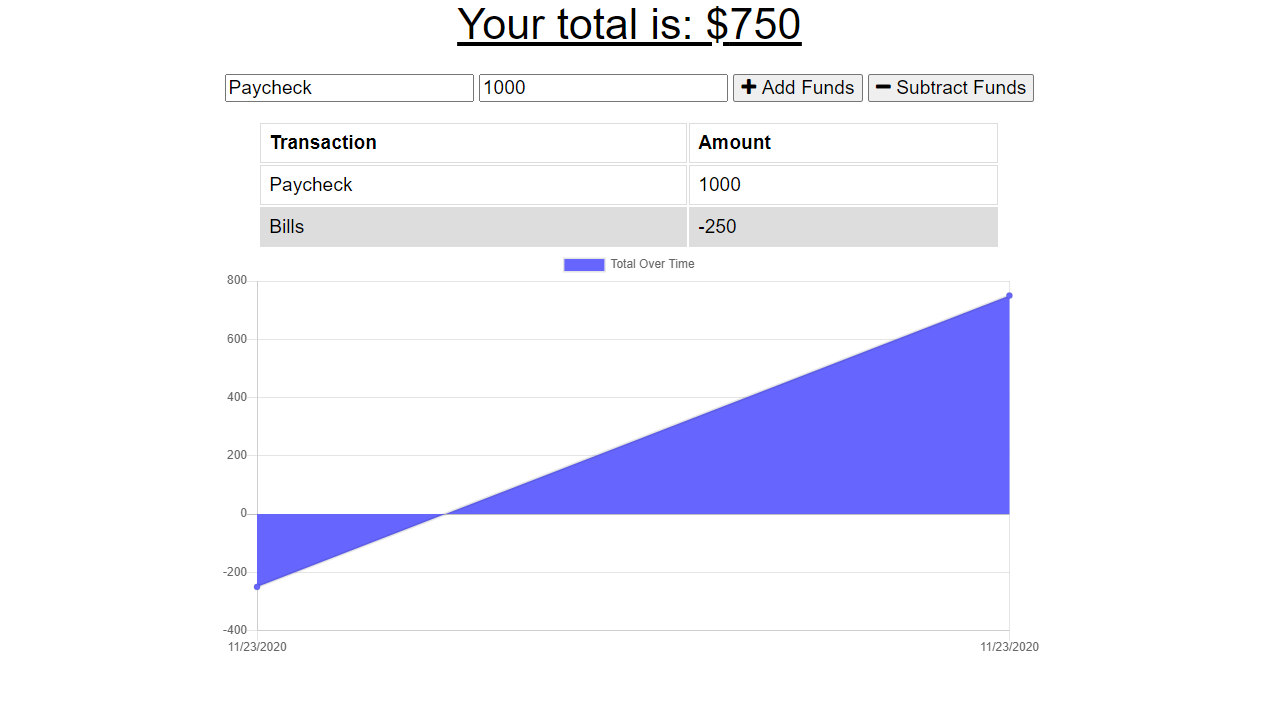 Your total is: $750
Paycheck 1000 Add Funds Subtract Funds
Transaction Amount
Paycheck 1000
Bills -250
Total Over Time
800
600
400
200
0
-200
-400
11/23/2020 11/23/2020